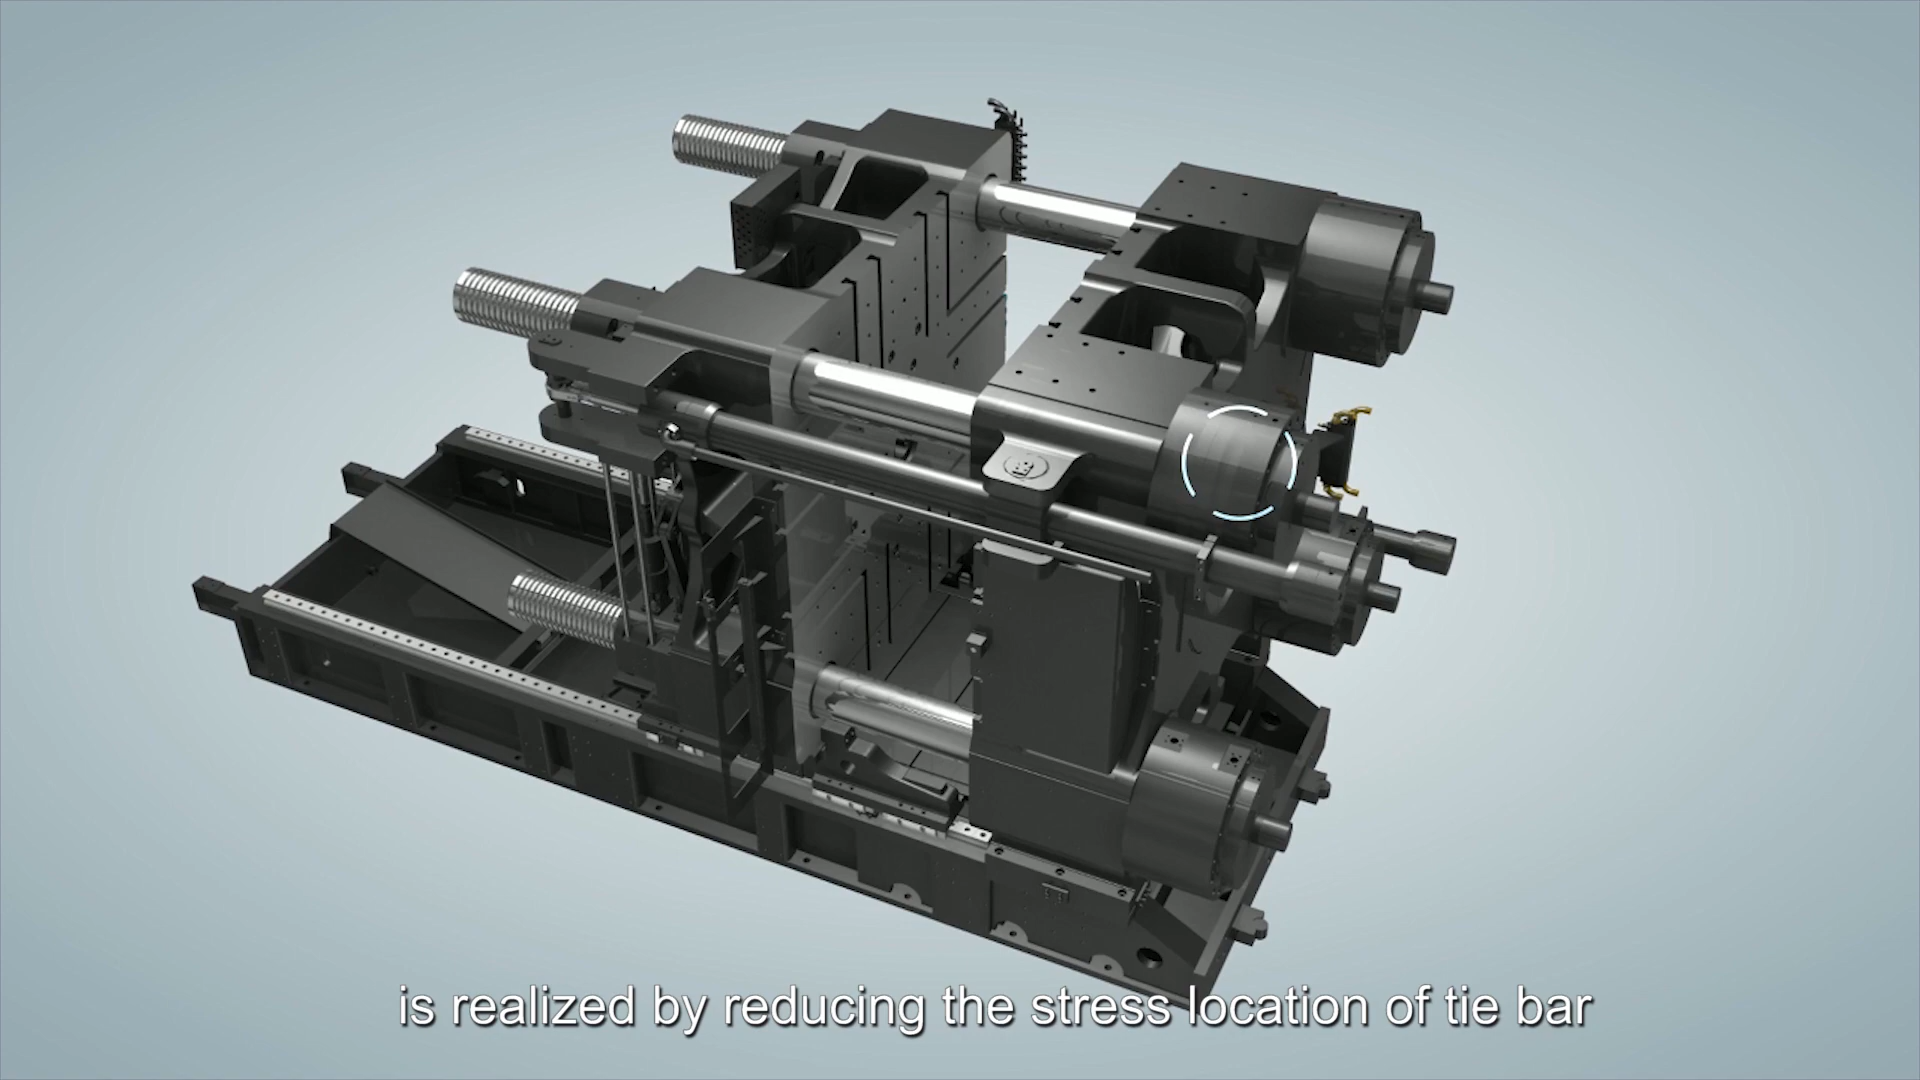 is realized by reducing the stress location of tie bar